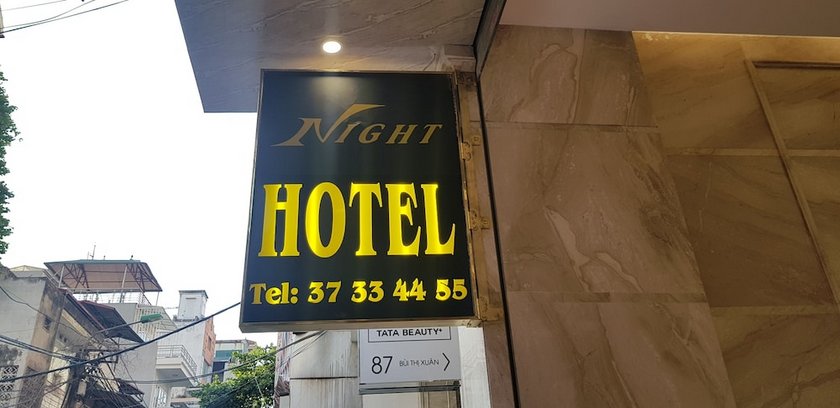 NIGHT
HOTEL
Tel: 37 33 44 55
TATA BEAUTY+
87 BÙI THỊ XUÂN >